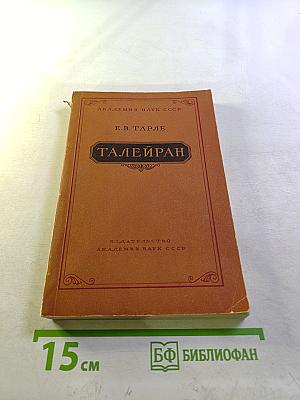 АКАДЕМИЯ НАУК СССР
Е.В. ТАРЛЕ
ТАЛЕЙРАН
ИЗДАТЕЛЬСТВО
АКАДЕМИИ НАУК СССР
15 см
БФ БИБЛИОФАН